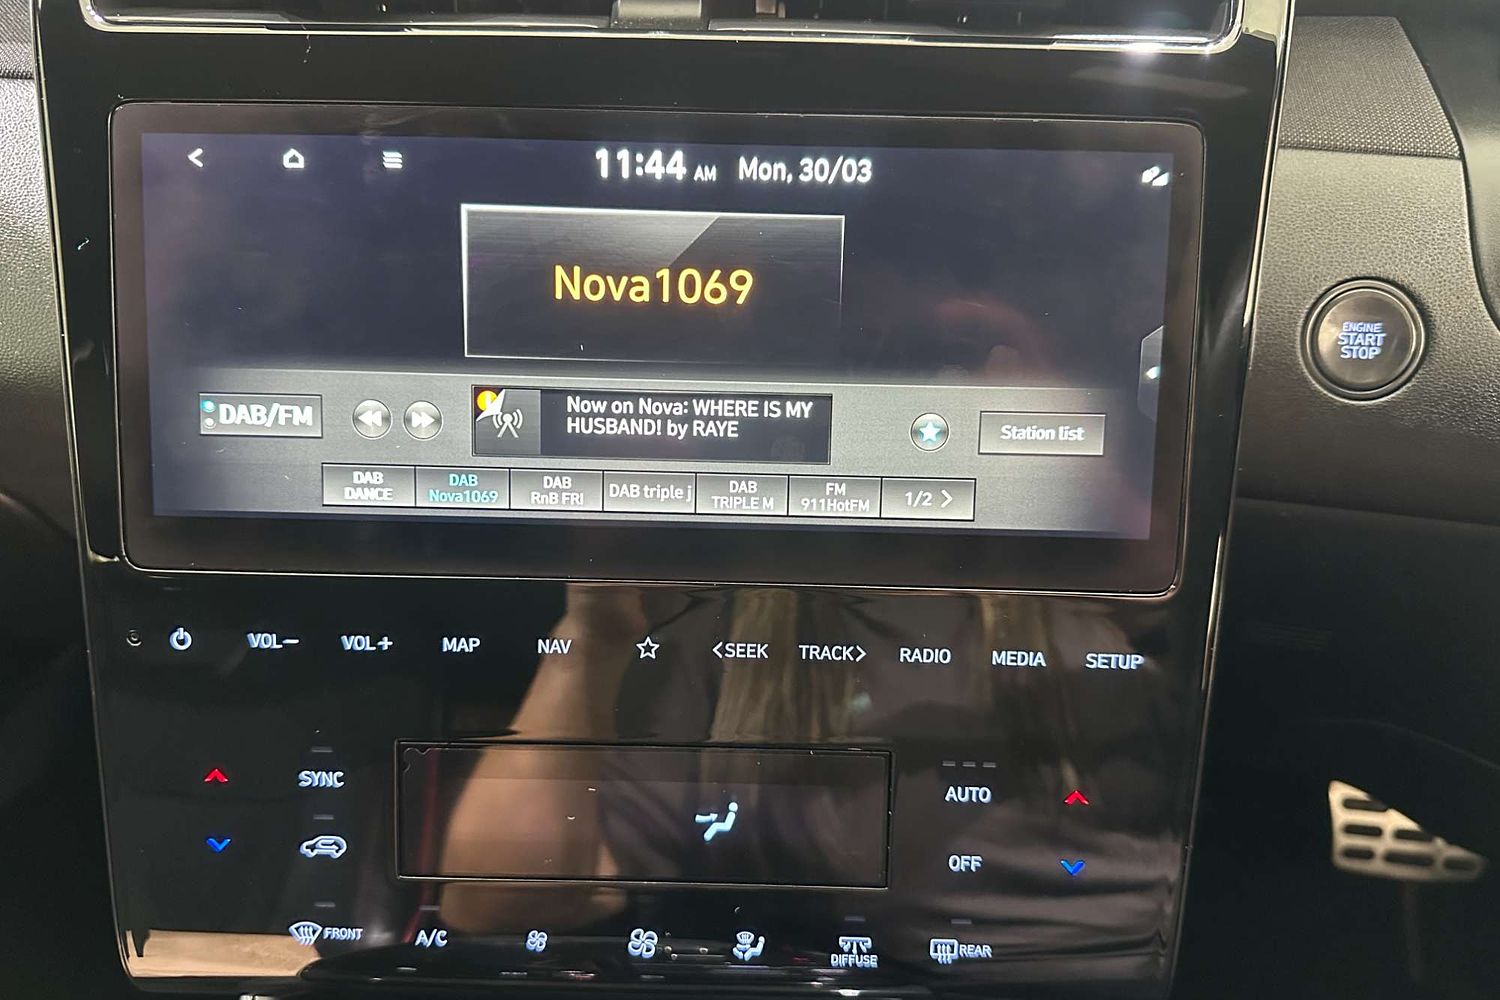 11:44 AM Mon, 30/03
Nova1069
DAB/FM
Now on Nova: WHERE IS MY
HUSBAND! by RAYE
Station list
DAB
DANCE
DAB
Nova1069
DAB
RnB FRI
DAB triple j
DAB
TRIPLE M
FM
911HotFM
1/2 >
ENGINE
START
STOP
VOL−
VOL+
MAP
NAV
<SEEK
TRACK>
RADIO
MEDIA
SETUP
SYNC
AUTO
OFF
FRONT
A/C
DIFFUSE
REAR